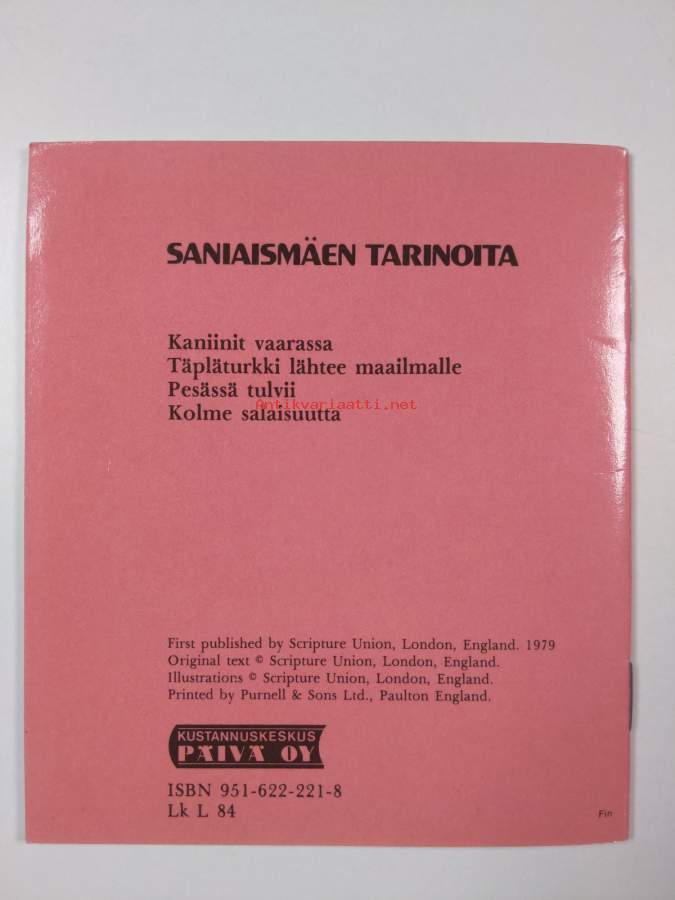 SANIAISMÄEN TARINOITA
Kaniinit vaarassa
Täpläturkki lähtee maailmalle
Pesässä tulvii
Antikvariaatti.net
Kolme salaisuutta
First published by Scripture Union, London, England. 1979
Original text © Scripture Union, London, England.
Illustrations © Scripture Union, London, England.
Printed by Purnell & Sons Ltd., Paulton England.
KUSTANNUSKESKUS
PÄIVÄ OY
ISBN 951-622-221-8
Lk L 84
Fin